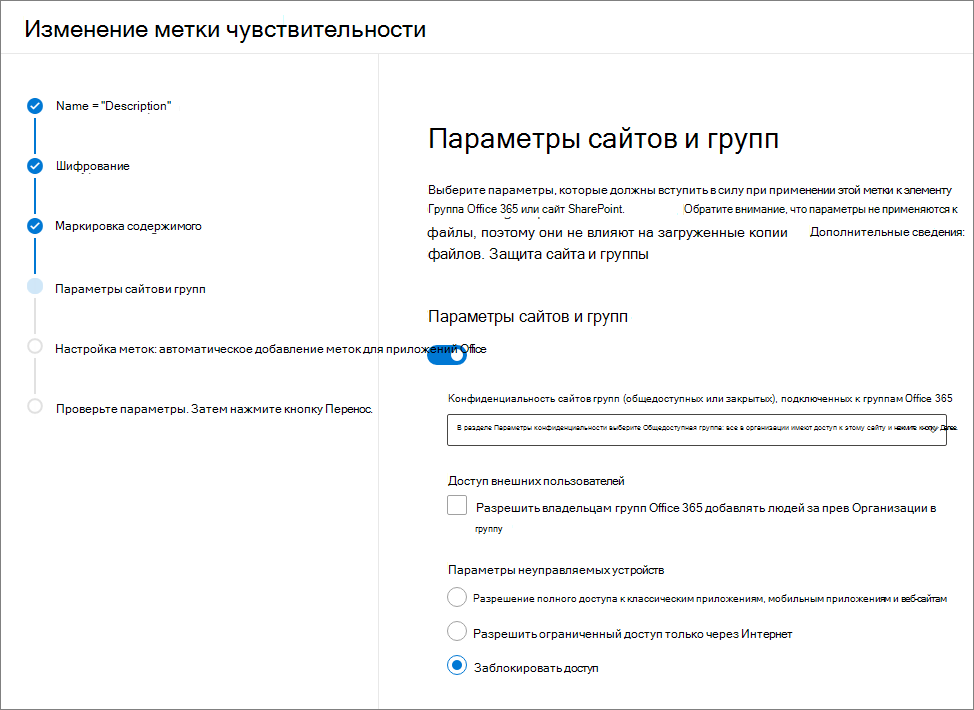 Изменение метки чувствительности
Name = "Description"
Шифрование
Маркировка содержимого
Параметры сайтови групп
Настройка меток: автоматическое добавление меток для приложений Office
Проверьте параметры. Затем нажмите кнопку Перенос.
Параметры сайтов и групп
Выберите параметры, которые должны вступить в силу при применении этой метки к элементу
Группа Office 365 или сайт SharePoint. Обратите внимание, что параметры не применяются к
файлы, поэтому они не влияют на загруженные копии Дополнительные сведения:
файлов. Защита сайта и группы
Параметры сайтов и групп
Конфиденциальность сайтов групп (общедоступных или закрытых), подключенных к группам Office 365
В разделе Параметры конфиденциальности выберите Общедоступная группа: все в организации имеют доступ к этому сайту и нажмите кнопку Далее.
Доступ внешних пользователей
Разрешить владельцам групп Office 365 добавлять людей за прев Организации в
группу
Параметры неуправляемых устройств
Разрешение полного доступа к классическим приложениям, мобильным приложениям и веб-сайтам
Разрешить ограниченный доступ только через Интернет
Заблокировать доступ